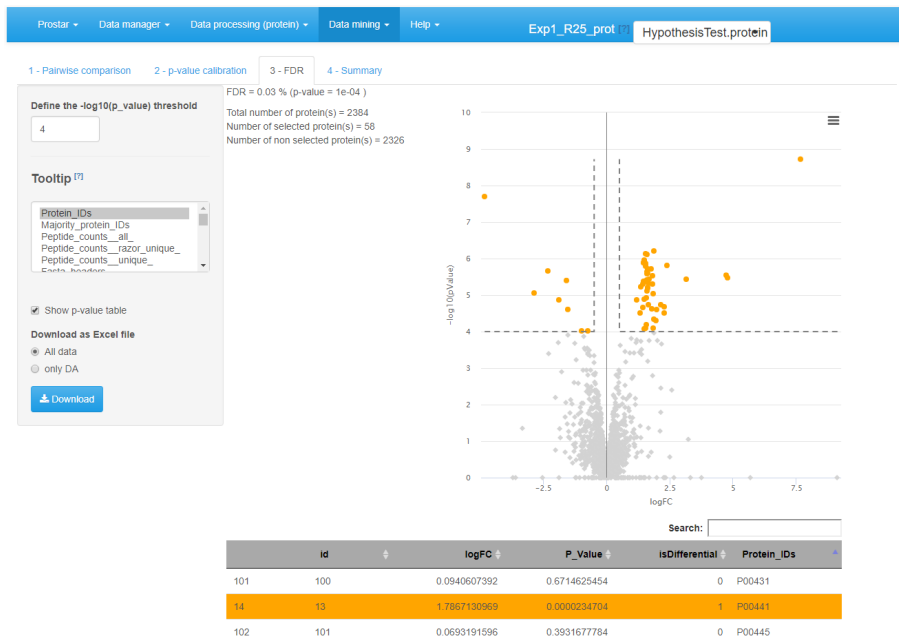 Prostar Data manager Data processing (protein) Data mining Help Exp1_R25_prot [?] HypothesisTest.protein
1 - Pairwise comparison 2 - p-value calibration 3 - FDR 4 - Summary
Define the -log10(p_value) threshold
4
Tooltip [?]
Protein_IDs
Majority_protein_IDs
Peptide_counts__all_
Peptide_counts__razor_unique_
Peptide_counts__unique_
Fasta_headers
Show p-value table
Download as Excel file
All data
only DA
Download
FDR = 0.03 % (p-value = 1e-04 )
Total number of protein(s) = 2384
Number of selected protein(s) = 58
Number of non selected protein(s) = 2326
10
9
8
7
6
5
4
3
2
1
0
-log10(pValue)
-2.5 0 2.5 5 7.5
logFC
Search:
id logFC P_Value isDifferential Protein_IDs
101 100 0.0940607392 0.6714625454 0 P00431
14 13 1.7867130969 0.0000234704 1 P00441
102 101 0.0693191596 0.3931677784 0 P00445